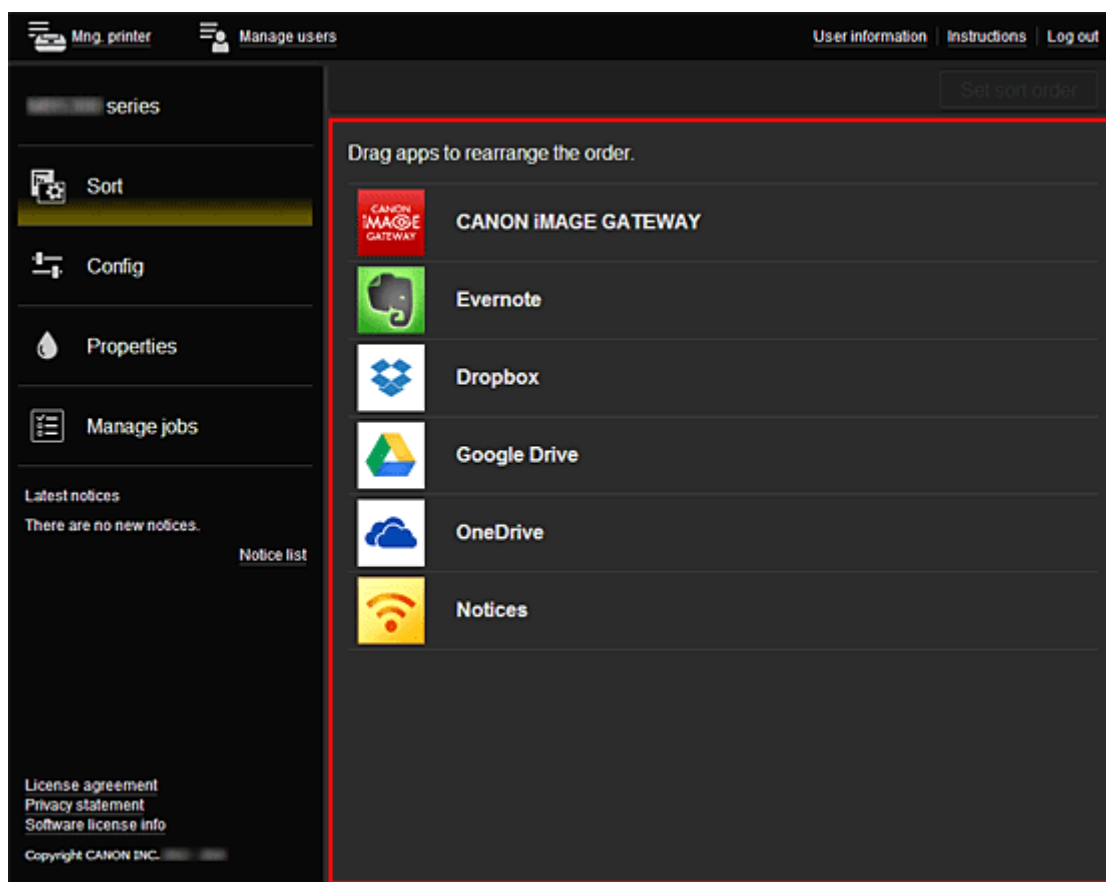 Mng. printer
Manage users
User information
Instructions
Log out
series
Set sort order
Sort
Config
Properties
Manage jobs
Latest notices
There are no new notices.
Notice list
License agreement
Privacy statement
Software license info
Copyright CANON INC.
Drag apps to rearrange the order.
CANON
iMAGE
GATEWAY
CANON iMAGE GATEWAY
Evernote
Dropbox
Google Drive
OneDrive
Notices